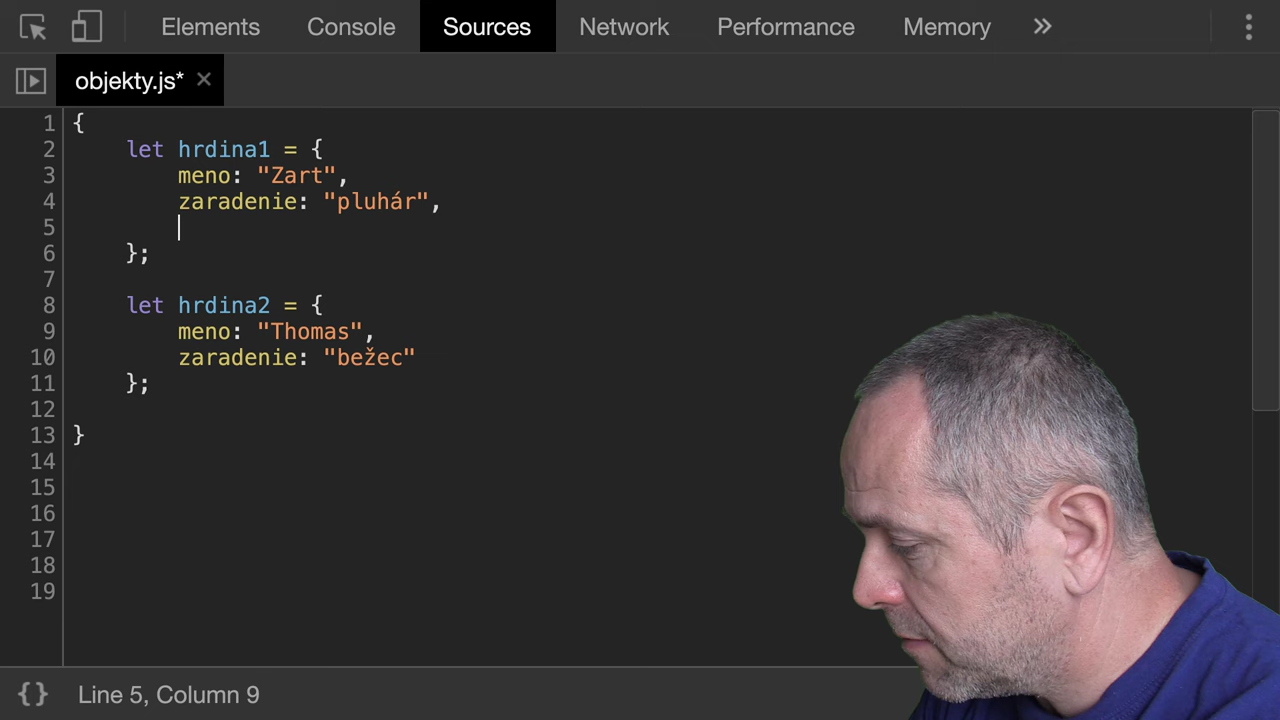 Elements Console Sources Network Performance Memory »
objekty.js* ×
1 {
2 let hrdina1 = {
3 meno: "Zart",
4 zaradenie: "pluhár",
5
6 };
7
8 let hrdina2 = {
9 meno: "Thomas",
10 zaradenie: "bežec"
11 };
12
13 }
14
15
16
17
18
19
{} Line 5, Column 9